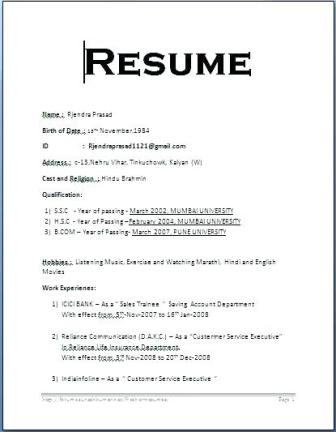 RESUME
Name : Rjendra Prasad
Birth of Date : 18th November,1984
ID : Rjendraprasad1121@gmail.com
Address : c-15,Nehru Vihar, Tinkuchowk, Kalyan (W)
Cast and Religion : Hindu Brahmin
Qualification:
1) S.S.C - Year of passing - March 2002, MUMBAI UNIVERSITY
2) H.S.C - Year of Passing –February 2004, MUMBAI UNIVERSITY
3) B.COM – Year of Passing- March 2007, PUNE UNIVERSITY
Hobbies : Listening Music, Exercise and Watching Marathi, Hindi and English
Movies
Work Experienes:
1) ICICI BANK – As a " Sales Trainee " Saving Account Department
With effect from 5th-Nov-2007 to 18th Jan-2008
2) Reliance Communication (D.A.K.C.) – As a "Custermer Service Executive"
In Reliance Life Insurance Department.
With effect from 3rd Nov-2008 to 20th Dec-2008
3) Indiainfoline – As a " Customer Service Executive "
Page 1